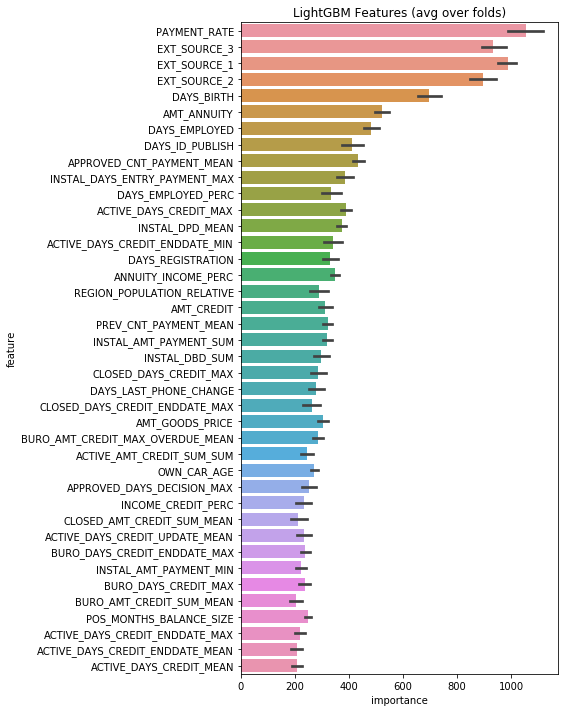 LightGBM Features (avg over folds)
feature
PAYMENT_RATE
EXT_SOURCE_3
EXT_SOURCE_1
EXT_SOURCE_2
DAYS_BIRTH
AMT_ANNUITY
DAYS_EMPLOYED
DAYS_ID_PUBLISH
APPROVED_CNT_PAYMENT_MEAN
INSTAL_DAYS_ENTRY_PAYMENT_MAX
DAYS_EMPLOYED_PERC
ACTIVE_DAYS_CREDIT_MAX
INSTAL_DPD_MEAN
ACTIVE_DAYS_CREDIT_ENDDATE_MIN
DAYS_REGISTRATION
ANNUITY_INCOME_PERC
REGION_POPULATION_RELATIVE
AMT_CREDIT
PREV_CNT_PAYMENT_MEAN
INSTAL_AMT_PAYMENT_SUM
INSTAL_DBD_SUM
CLOSED_DAYS_CREDIT_MAX
DAYS_LAST_PHONE_CHANGE
CLOSED_DAYS_CREDIT_ENDDATE_MAX
AMT_GOODS_PRICE
BURO_AMT_CREDIT_MAX_OVERDUE_MEAN
ACTIVE_AMT_CREDIT_SUM_SUM
OWN_CAR_AGE
APPROVED_DAYS_DECISION_MAX
INCOME_CREDIT_PERC
CLOSED_AMT_CREDIT_SUM_MEAN
ACTIVE_DAYS_CREDIT_UPDATE_MEAN
BURO_DAYS_CREDIT_ENDDATE_MAX
INSTAL_AMT_PAYMENT_MIN
BURO_DAYS_CREDIT_MAX
BURO_AMT_CREDIT_SUM_MEAN
POS_MONTHS_BALANCE_SIZE
ACTIVE_DAYS_CREDIT_ENDDATE_MAX
ACTIVE_DAYS_CREDIT_ENDDATE_MEAN
ACTIVE_DAYS_CREDIT_MEAN
0 200 400 600 800 1000
importance